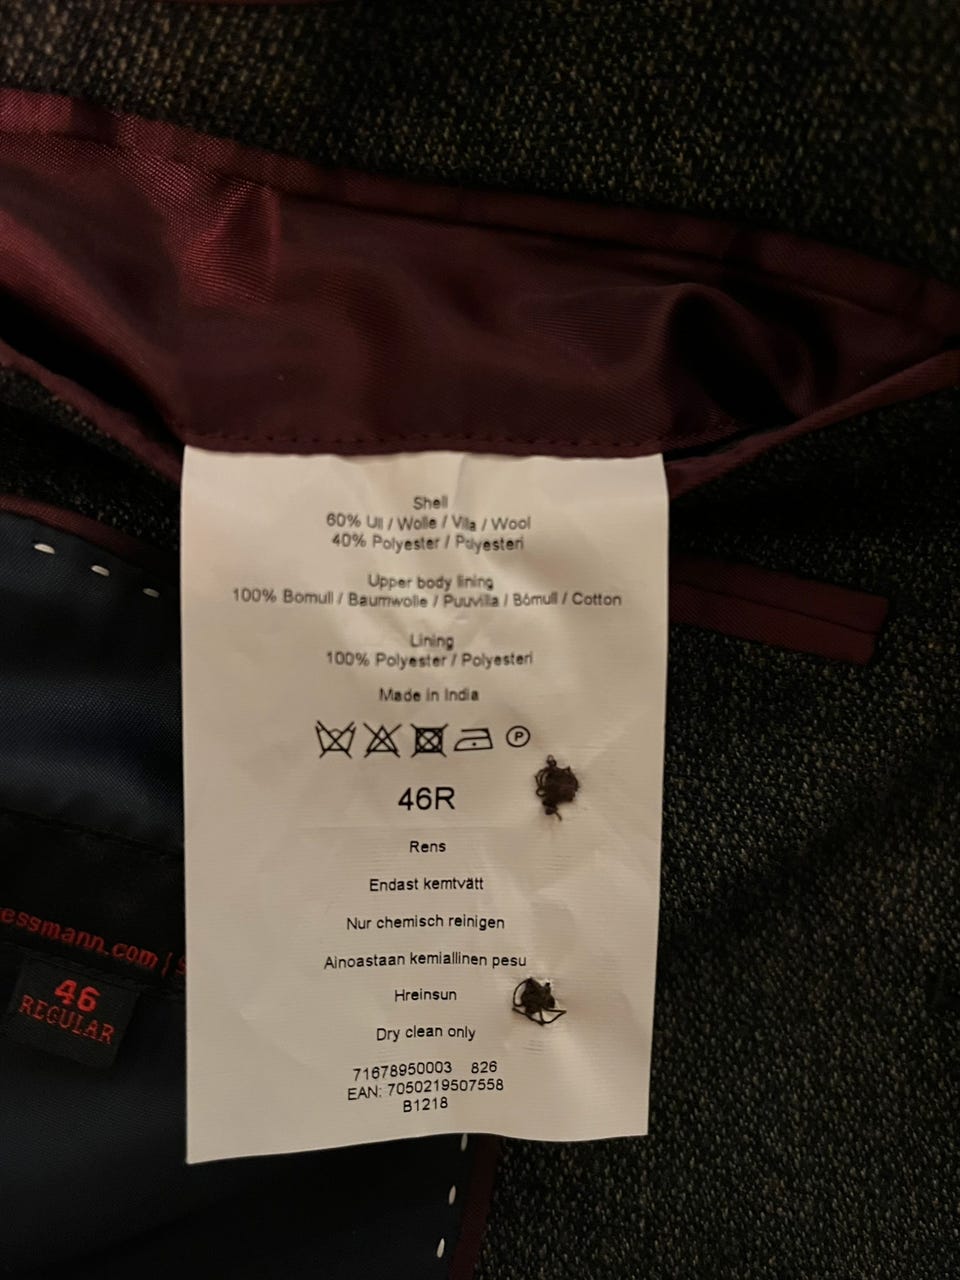 Shell
60% Ull / Wolle / Villa / Wool
40% Polyester / Polyesteri
Upper body lining
100% Bomull / Baumwolle / Puuvilla / Bómull / Cotton
Lining
100% Polyester / Polyesteri
Made in India
P
46R
Rens
Endast kemtvätt
Nur chemisch reinigen
Ainoastaan kemiallinen pesu
Hreinsun
Dry clean only
71678950003 826
EAN: 7050219507558
B1218
essmann.com /
46
REGULAR